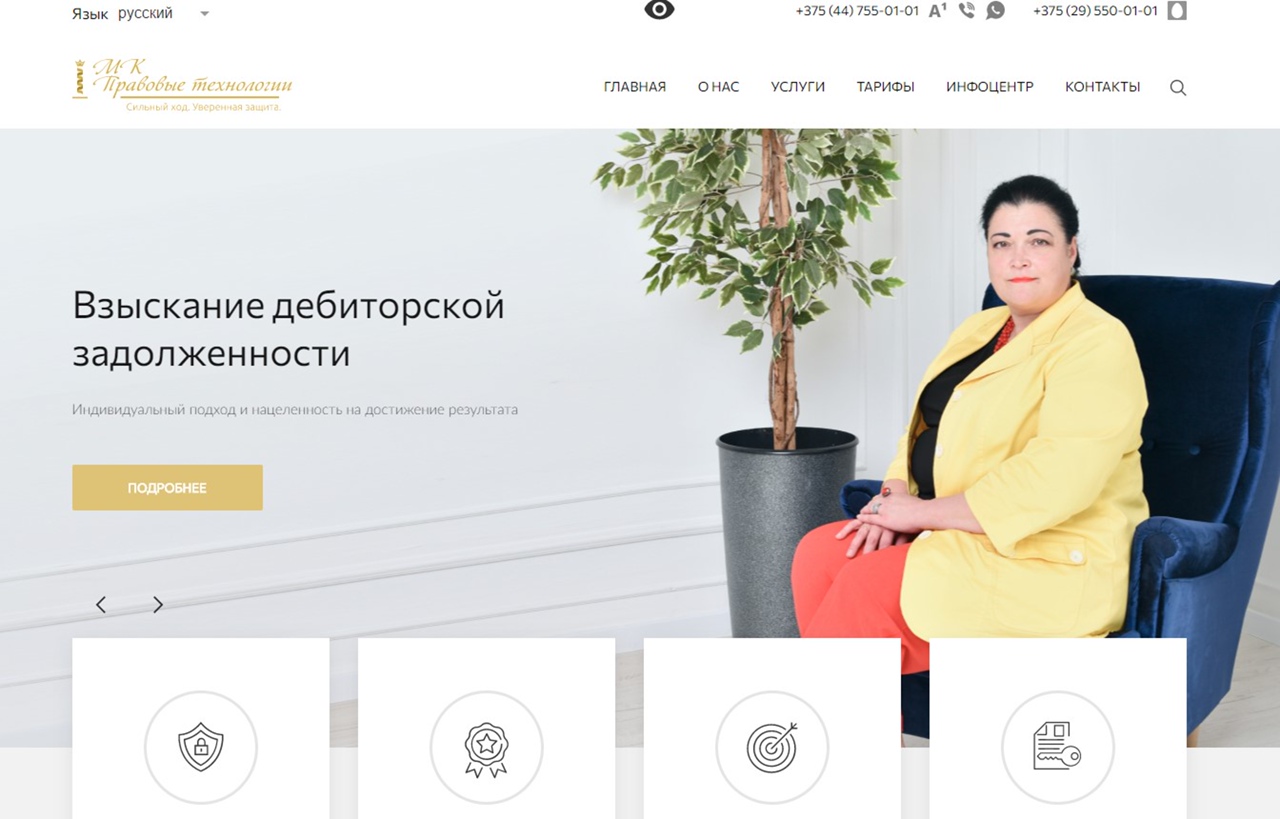 Язык русский
+375 (44) 755-01-01
+375 (29) 550-01-01
МК
Правовые технологии
Сильный ход. Уверенная защита.
ГЛАВНАЯ О НАС УСЛУГИ ТАРИФЫ ИНФОЦЕНТР КОНТАКТЫ
Взыскание дебиторской
задолженности
Индивидуальный подход и нацеленность на достижение результата
ПОДРОБНЕЕ